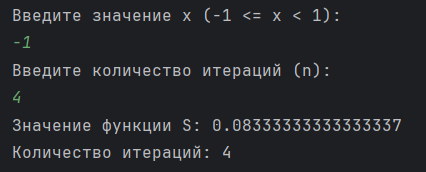 Введите значение x (-1 <= x < 1):
-1
Введите количество итераций (n):
4
Значение функции S: 0.08333333333333337
Количество итераций: 4